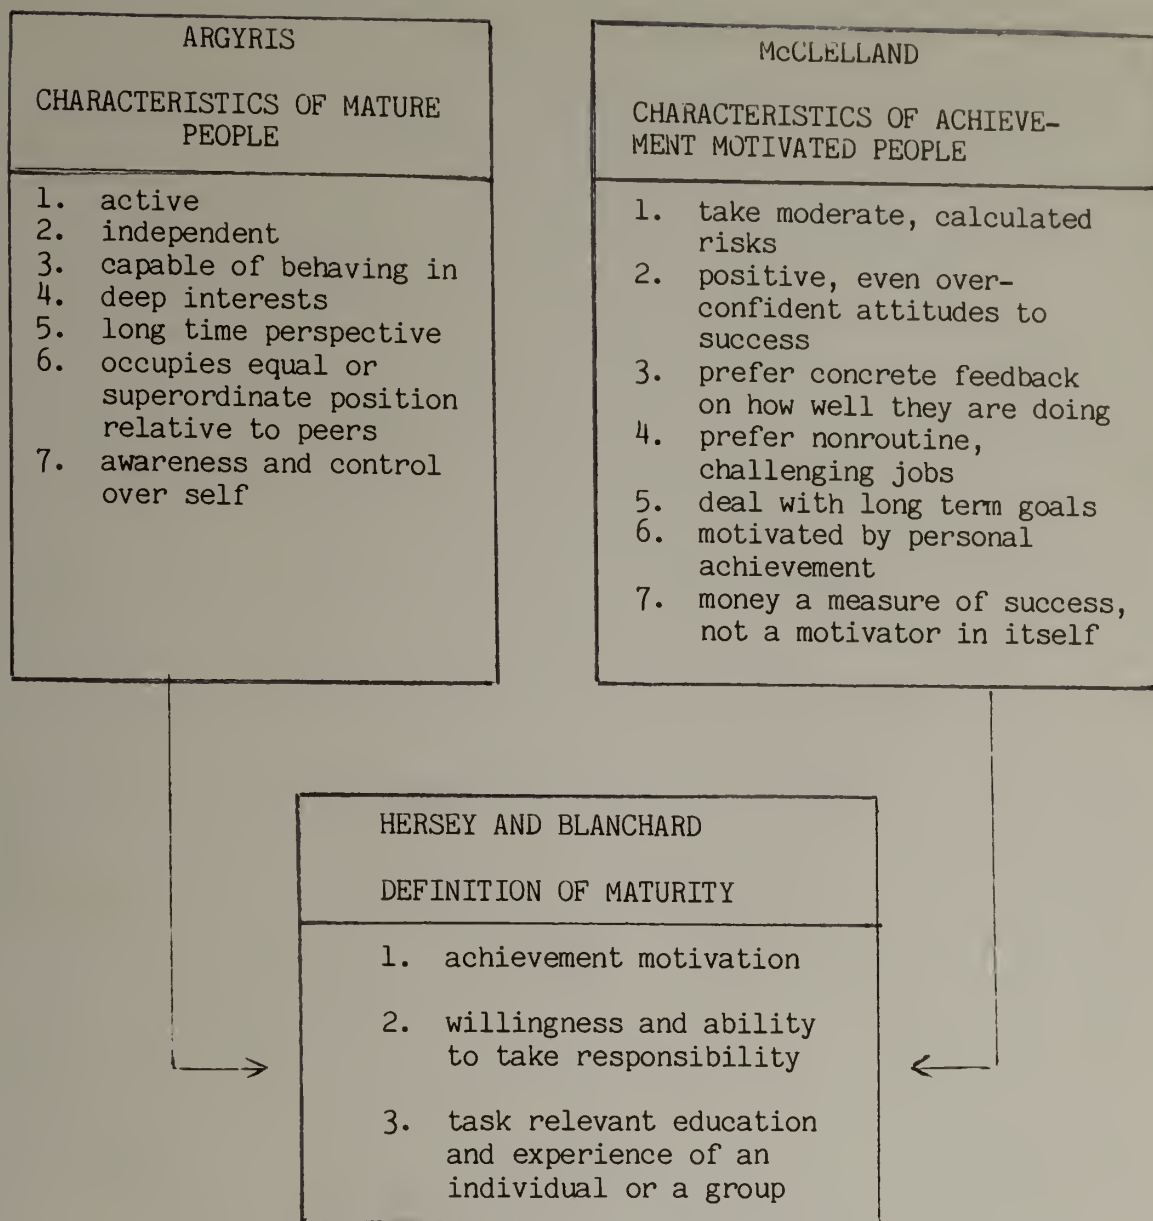 ARGYRIS
CHARACTERISTICS OF MATURE
PEOPLE
1. active
2. independent
3. capable of behaving in
4. deep interests
5. long time perspective
6. occupies equal or
superordinate position
relative to peers
7. awareness and control
over self
McCLELLAND
CHARACTERISTICS OF ACHIEVE-
MENT MOTIVATED PEOPLE
1. take moderate, calculated
risks
2. positive, even over-
confident attitudes to
success
3. prefer concrete feedback
on how well they are doing
4. prefer nonroutine,
challenging jobs
5. deal with long term goals
6. motivated by personal
achievement
7. money a measure of success,
not a motivator in itself
HERSEY AND BLANCHARD
DEFINITION OF MATURITY
1. achievement motivation
2. willingness and ability
to take responsibility
3. task relevant education
and experience of an
individual or a group